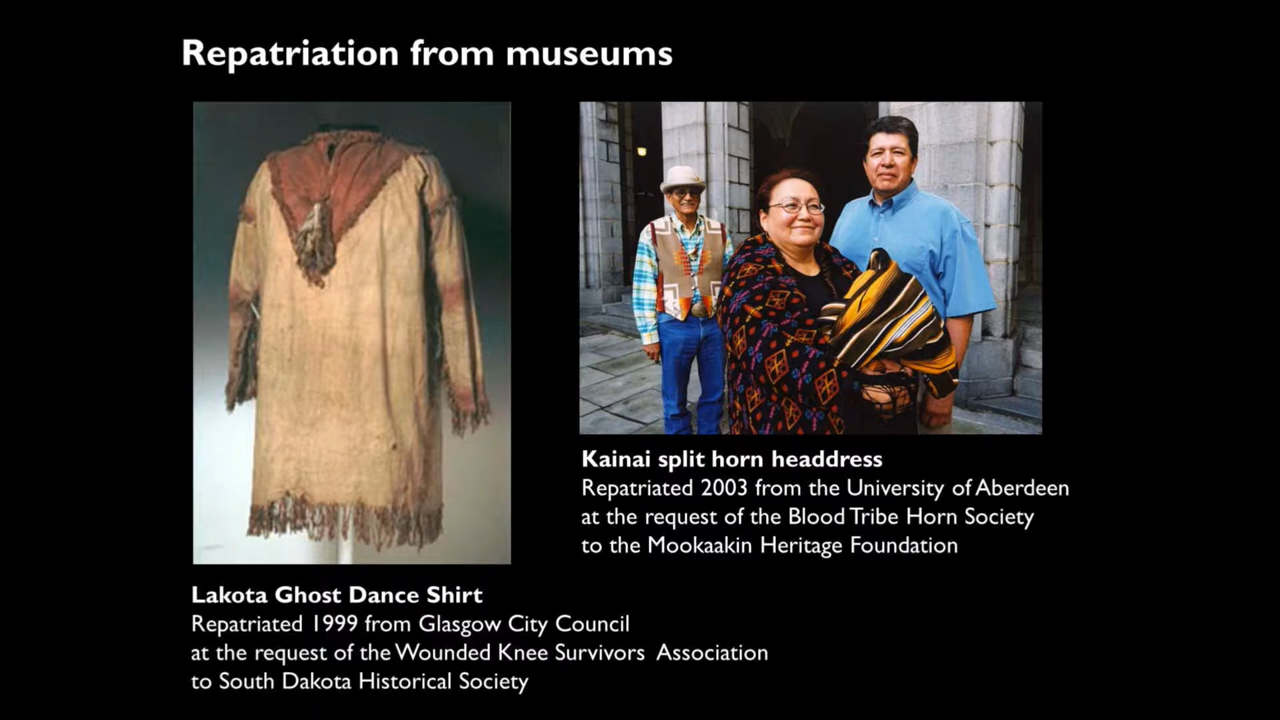 Repatriation from museums
Kainai split horn headdress
Repatriated 2003 from the University of Aberdeen
at the request of the Blood Tribe Horn Society
to the Mookaakin Heritage Foundation
Lakota Ghost Dance Shirt
Repatriated 1999 from Glasgow City Council
at the request of the Wounded Knee Survivors Association
to South Dakota Historical Society